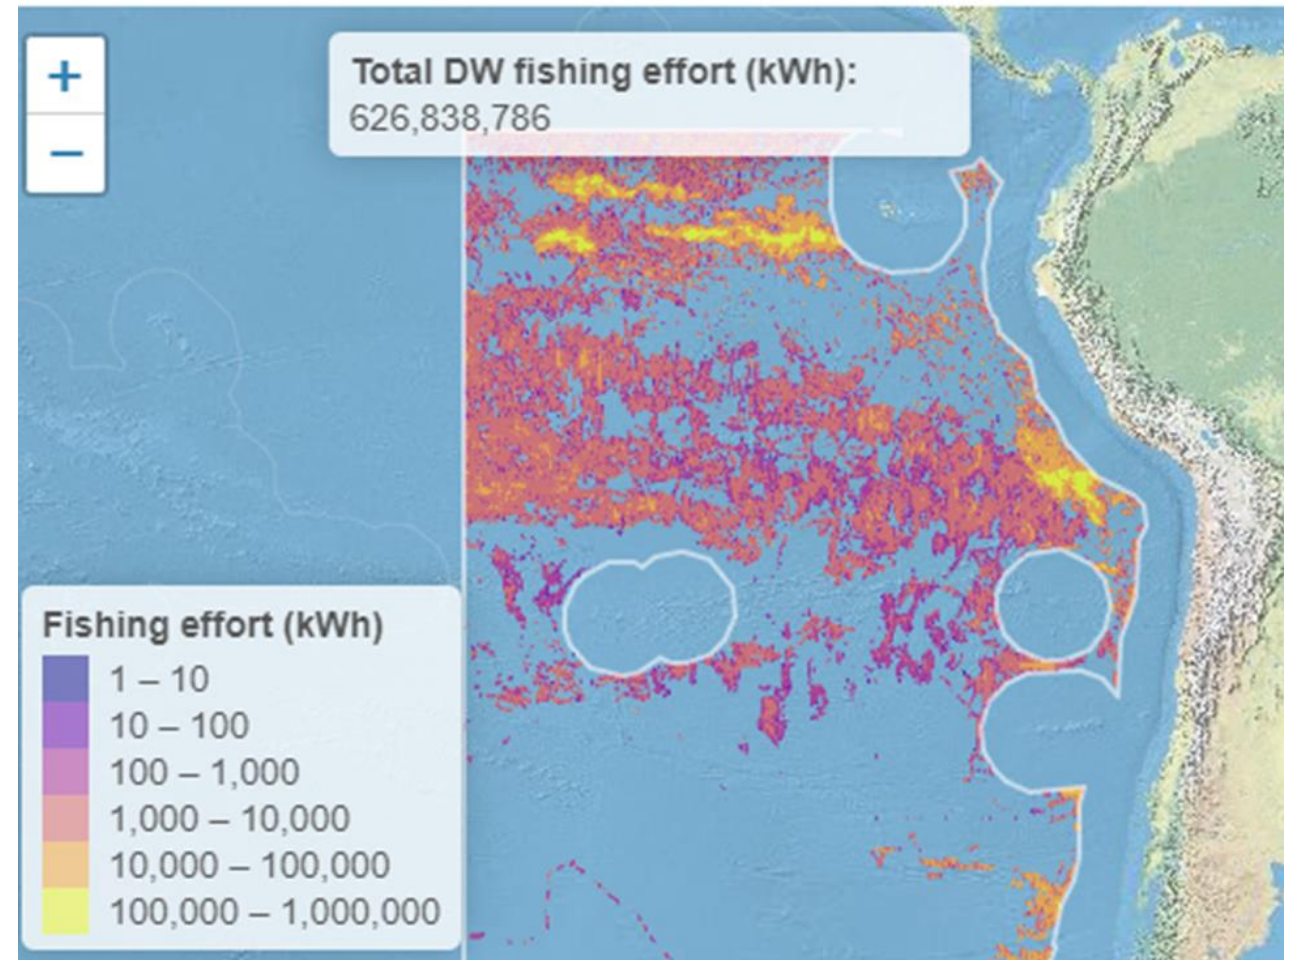 +
Total DW fishing effort (kWh):
626,838,786
−
Fishing effort (kWh)
1 – 10
10 – 100
100 – 1,000
1,000 – 10,000
10,000 – 100,000
100,000 – 1,000,000